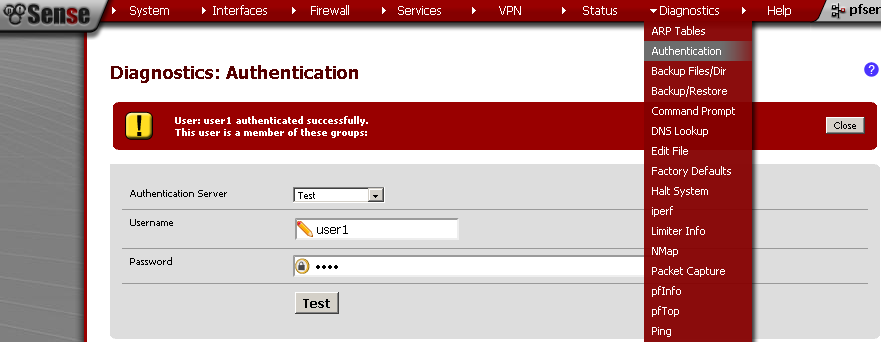 Sense
System Interfaces Firewall Services VPN Status Diagnostics Help pfsen
ARP Tables
Authentication
Backup Files/Dir
Backup/Restore
Command Prompt
DNS Lookup
Edit File
Factory Defaults
Halt System
iperf
Limiter Info
NMap
Packet Capture
pfInfo
pfTop
Ping
Diagnostics: Authentication
?
User: user1 authenticated successfully.
This user is a member of these groups:
Close
Authentication Server Test
Username user1
Password ••••
Test